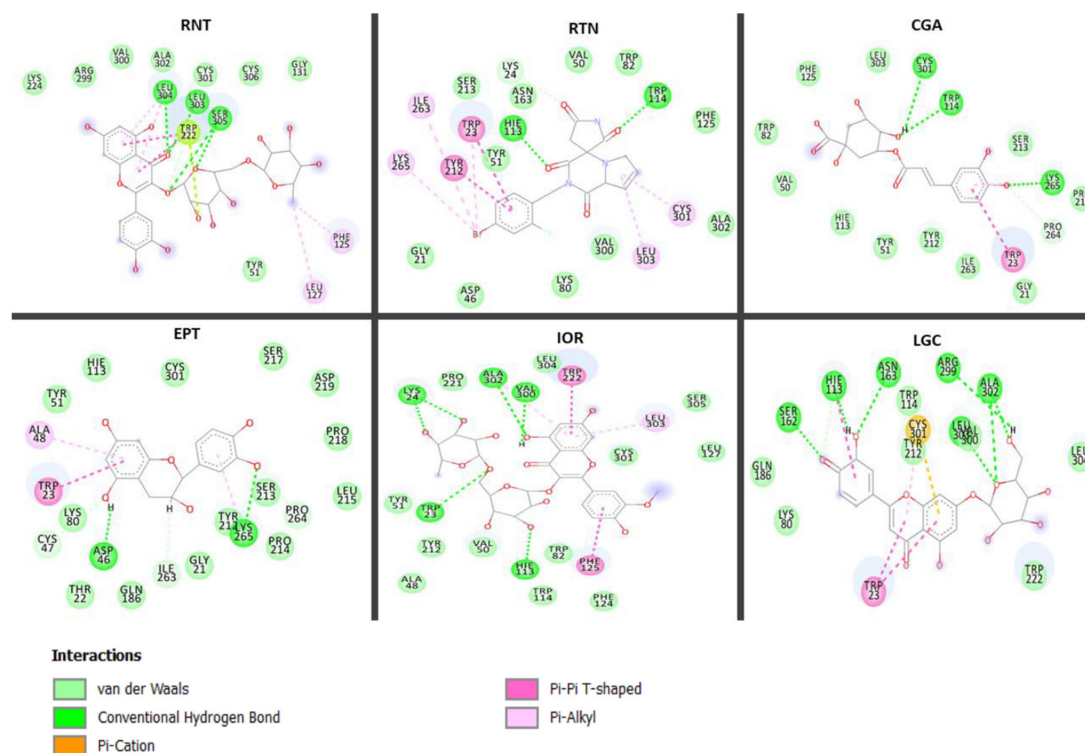 RNT
VAL 300
ALA 302
CYS 301
CYS 306
GLY 131
LYS 224
ARG 299
LEU 304
LEU 303
SER 305
TRP 222
TYR 51
PHE 125
LEU 127
RTN
VAL 50
TRP 82
LYS 24
SER 213
ASN 163
TRP 114
ILE 263
TRP 23
HIE 113
PHE 125
LYS 265
TYR 212
TYR 51
CYS 301
ALA 302
GLY 21
VAL 300
LEU 303
ASP 46
LYS 80
CGA
LEU 303
CYS 301
PHE 125
TRP 114
TRP 82
SER 213
VAL 50
LYS 265
HIE 113
TYR 51
TYR 212
ILE 263
PRO 264
TRP 23
GLY 21
EPT
HIE 113
CYS 301
SER 217
ASP 219
TYR 51
ALA 48
PRO 218
TRP 23
SER 213
LEU 215
LYS 80
LYS 265
PRO 264
CYS 47
ASP 46
PRO 214
ILE 263
GLY 21
THR 22
GLN 186
IOR
LEU 304
PRO 221
ALA 302
TRP 222
LYS 24
VAL 300
SER 305
LEU 303
CYS 301
LEU 127
TYR 51
TRP 23
TYR 212
VAL 50
TRP 82
PHE 125
ALA 48
HIE 113
TRP 114
PHE 124
LGC
HIE 113
ASN 163
ARG 299
ALA 302
SER 162
TRP 114
CYS 301
TYR 212
VAL 300
GLN 186
LYS 80
TRP 23
TRP 222
Interactions
van der Waals
Conventional Hydrogen Bond
Pi-Cation
Pi-Pi T-shaped
Pi-Alkyl